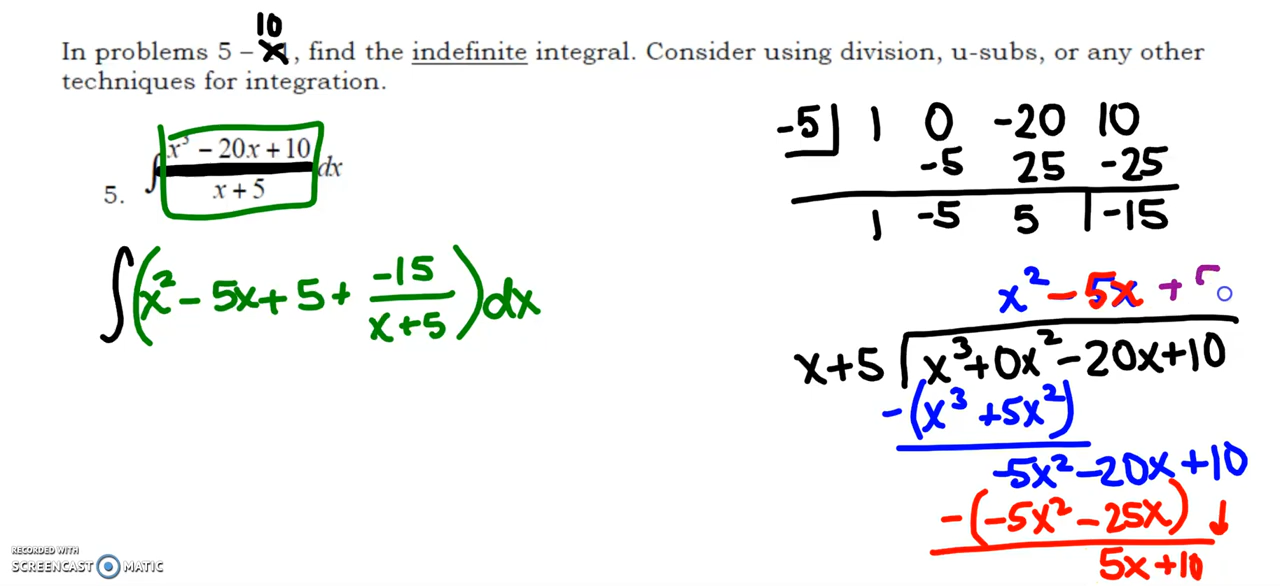 10
In problems 5 – , find the indefinite integral. Consider using division, u-subs, or any other
techniques for integration.
5. ∫ (x³ − 20x + 10)/(x + 5) dx
∫(x² − 5x + 5 + −15/(x+5)) dx
-5 | 1 0 -20 10
-5 25 -25
1 -5 5 | -15
x² − 5x + 5
x+5 | x³+0x²−20x+10
−(x³ +5x²)
-5x²−20x+10
−(−5x² − 25x) ↓
5x+10
RECORDED WITH
SCREENCAST MATIC